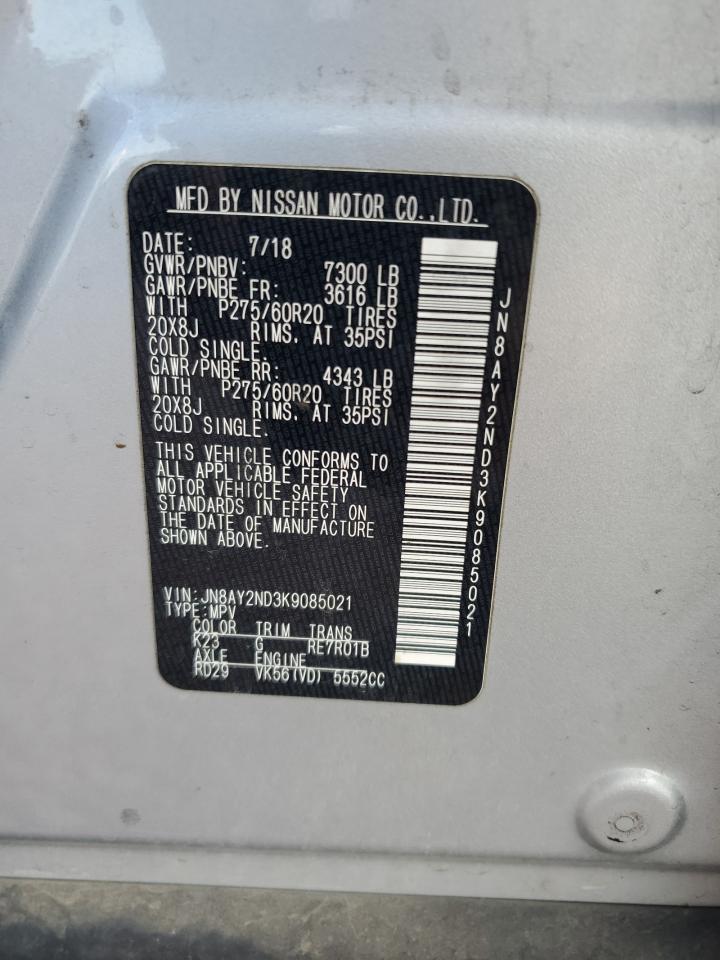 MFD BY NISSAN MOTOR CO.,LTD.
DATE: 7/18
GVWR/PNBV: 7300 LB
GAWR/PNBE FR: 3616 LB
WITH P275/60R20 TIRES
20X8J RIMS, AT 35PSI
COLD SINGLE.
GAWR/PNBE RR: 4343 LB
WITH P275/60R20 TIRES
20X8J RIMS, AT 35PSI
COLD SINGLE.
THIS VEHICLE CONFORMS TO
ALL APPLICABLE FEDERAL
MOTOR VEHICLE SAFETY
STANDARDS IN EFFECT ON
THE DATE OF MANUFACTURE
SHOWN ABOVE.
VIN:JN8AY2ND3K9085021
TYPE:MPV
COLOR TRIM TRANS
K23 G RE7R01B
AXLE ENGINE
RD29 VK56(VD) 5552CC
JN8AY2ND3K9085021